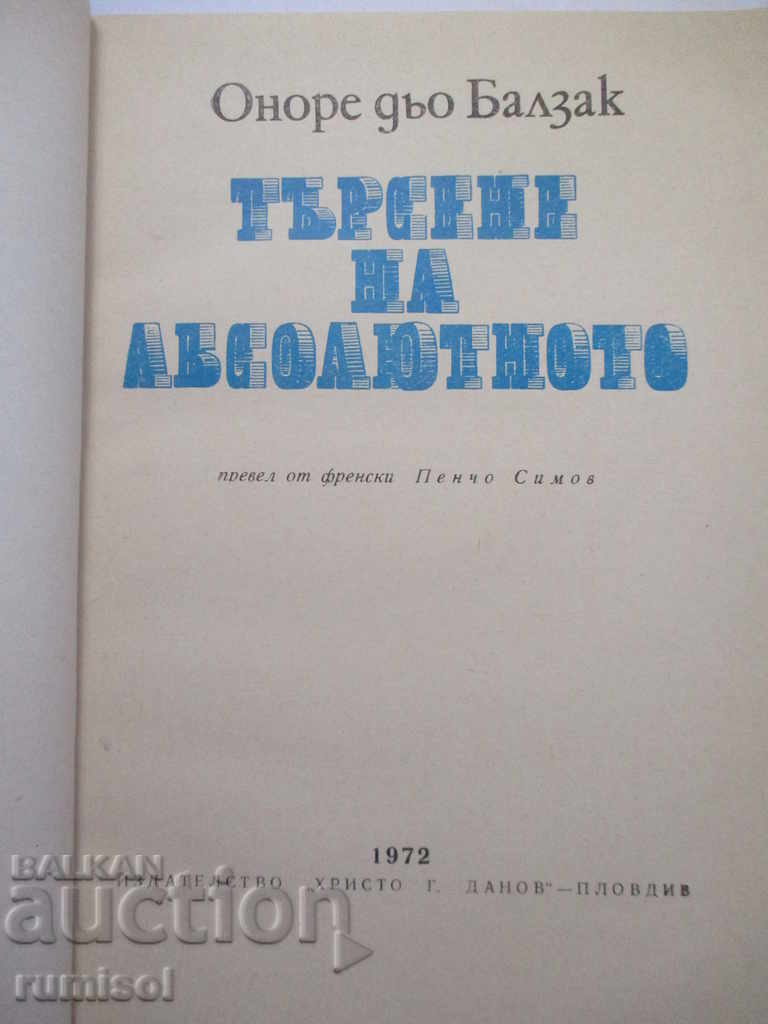 Оноре дьо Балзак
ТЪРСЕНЕ
НА
АБСОЛЮТНОТО
превел от френски Пенчо Симов
1972
ИЗДАТЕЛСТВО „ХРИСТО Г. ДАНОВ“ — ПЛОВДИВ
BALKAN
auction
rumisol